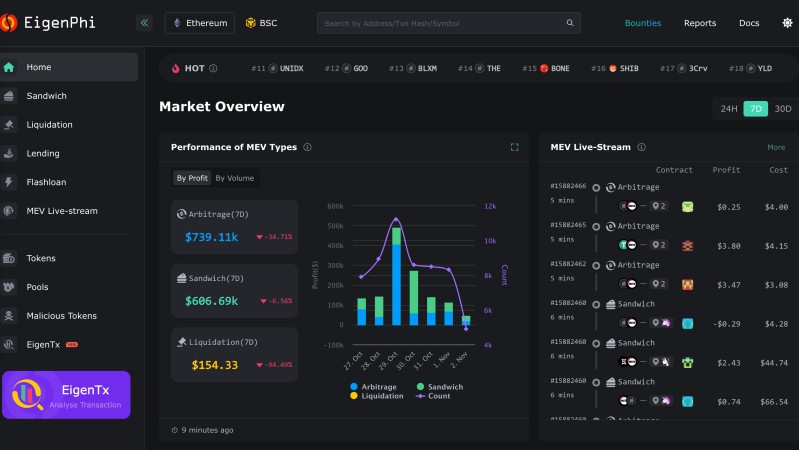 EigenPhi
«
Ethereum
BSC
Search by Address/Txn Hash/Symbol
Bounties
Reports
Docs
Home
Sandwich
Liquidation
Lending
Flashloan
MEV Live-stream
Tokens
Pools
Malicious Tokens
EigenTx
EigenTx
Analyse Transaction
HOT
#11 UNIDX
#12 GOO
#13 BLXM
#14 THE
#15 BONE
#16 SHIB
#17 3Crv
#18 YLD
Market Overview
24H 7D 30D
Performance of MEV Types
By Profit By Volume
Arbitrage(7D)
$739.11k -34.71%
Sandwich(7D)
$606.69k -6.56%
Liquidation(7D)
$154.33 -94.49%
Profit($)
600k
500k
400k
300k
200k
100k
0
−100k
12k
10k
8k
6k
4k
Count
27. Oct
28. Oct
29. Oct
30. Oct
31. Oct
1. Nov
2. Nov
Arbitrage Sandwich
Liquidation Count
9 minutes ago
MEV Live-Stream
More
Contract Profit Cost
#15882466 Arbitrage
5 mins 2 $0.25 $4.00
#15882465 Arbitrage
5 mins 2 $3.80 $4.15
#15882462 Arbitrage
5 mins 2 $3.47 $3.08
#15882460 Sandwich
6 mins -$0.29 $4.28
#15882460 Sandwich
6 mins $2.43 $44.74
#15882460 Sandwich
6 mins $0.74 $66.54
#15882460 Arbitrage